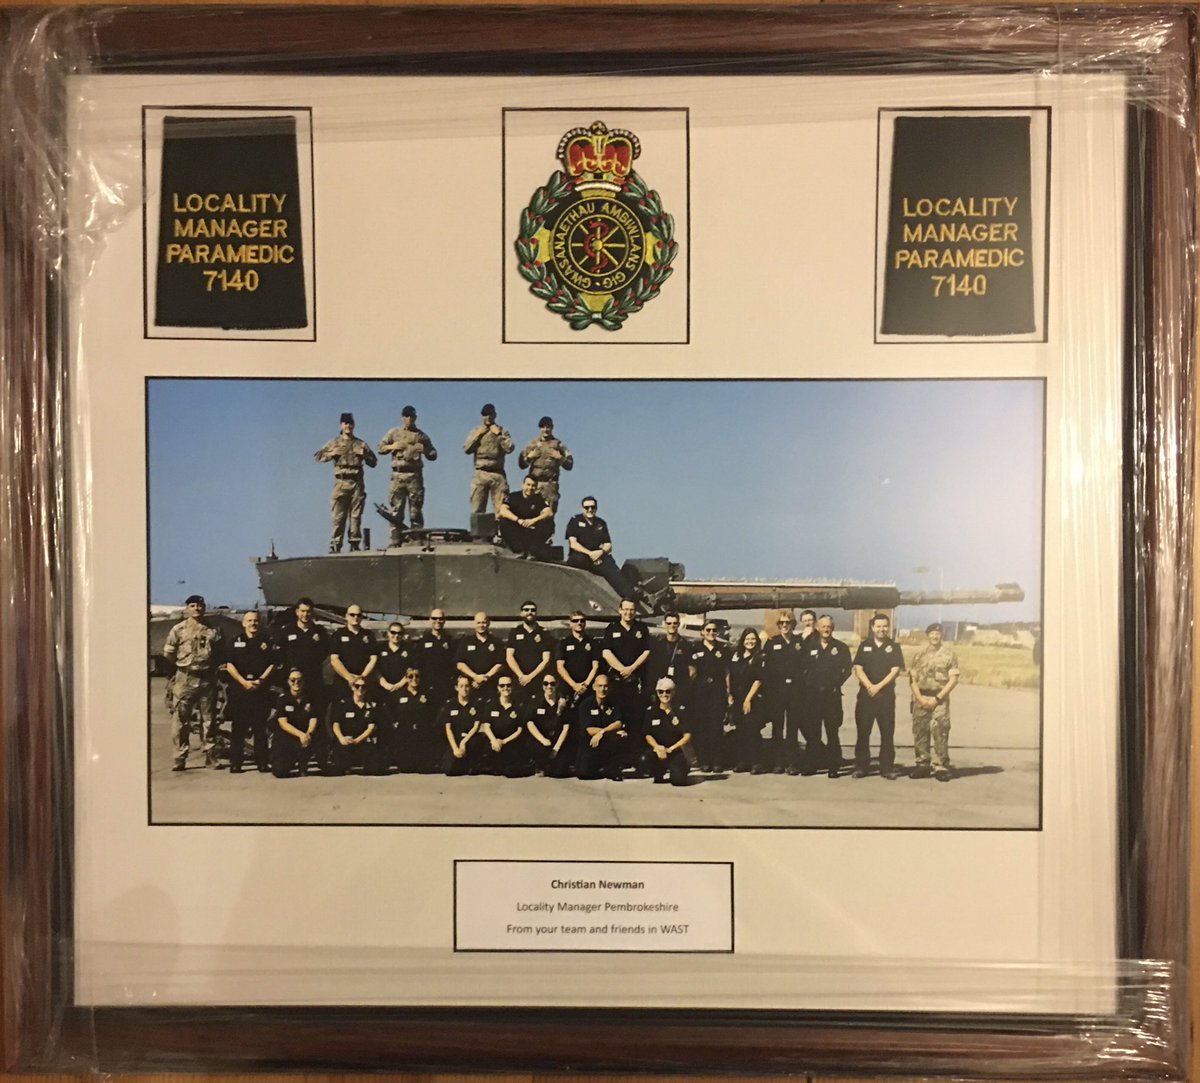 LOCALITY
MANAGER
PARAMEDIC
7140
GWASANAETHAU AMBIWLANS GIG
LOCALITY
MANAGER
PARAMEDIC
7140
Christian Newman
Locality Manager Pembrokeshire
From your team and friends in WAST